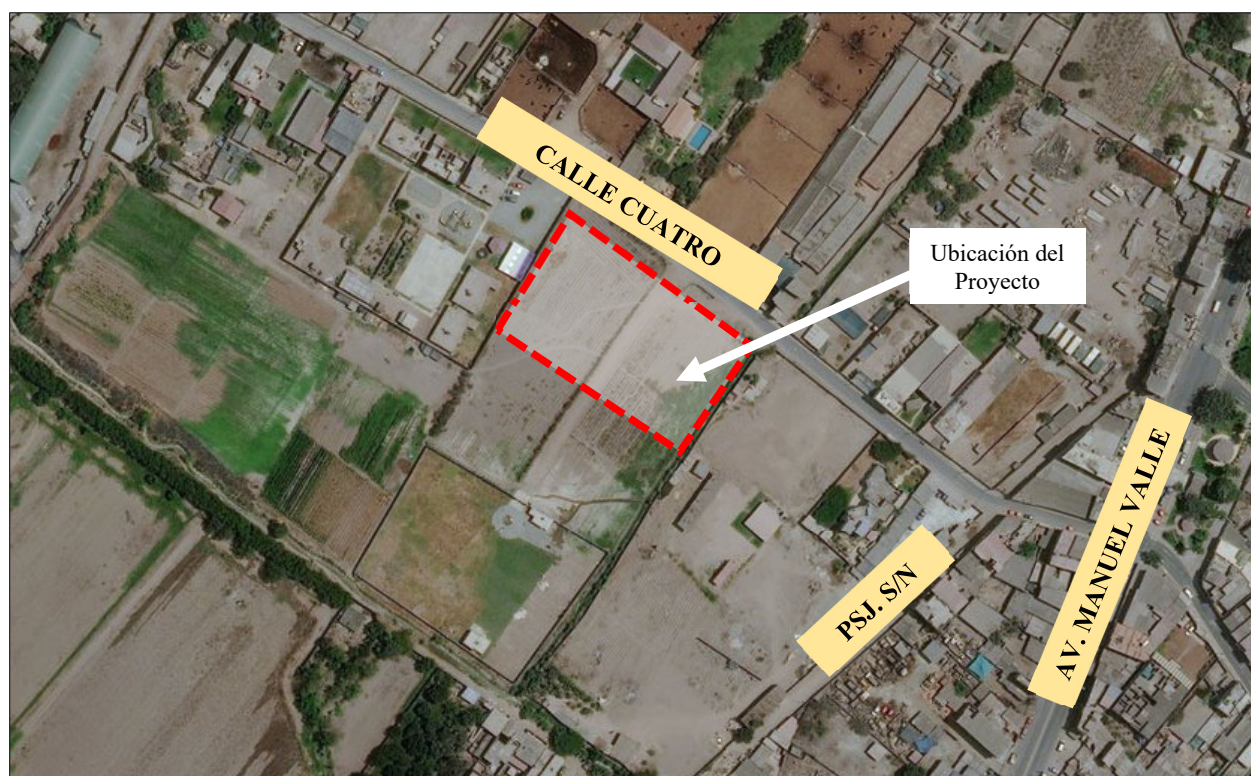 CALLE CUATRO
Ubicación del
Proyecto
PSJ. S/N
AV. MANUEL VALLE